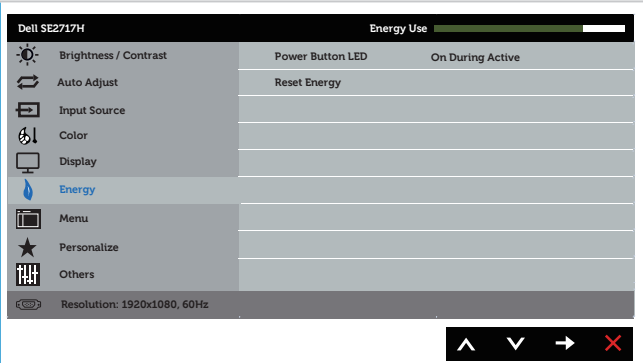 Dell SE2717H Energy Use
Brightness / Contrast Power Button LED On During Active
Auto Adjust Reset Energy
Input Source
Color
Display
Energy
Menu
Personalize
Others
Resolution: 1920x1080, 60Hz